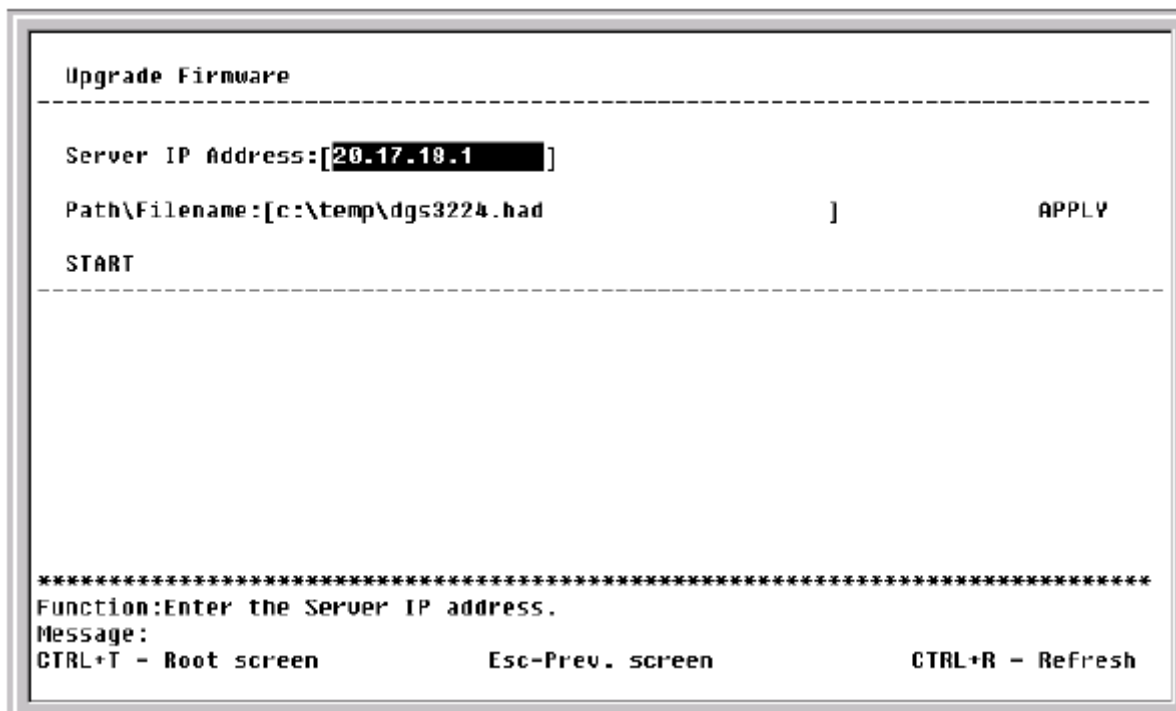 Upgrade Firmware
--------------------------------------------------------------------------------
Server IP Address:[20.17.18.1      ]
Path\Filename:[c:\temp\dgs3224.had                    ]              APPLY
START
--------------------------------------------------------------------------------
********************************************************************************
Function:Enter the Server IP address.
Message:
CTRL+T - Root screen            Esc-Prev. screen              CTRL+R - Refresh